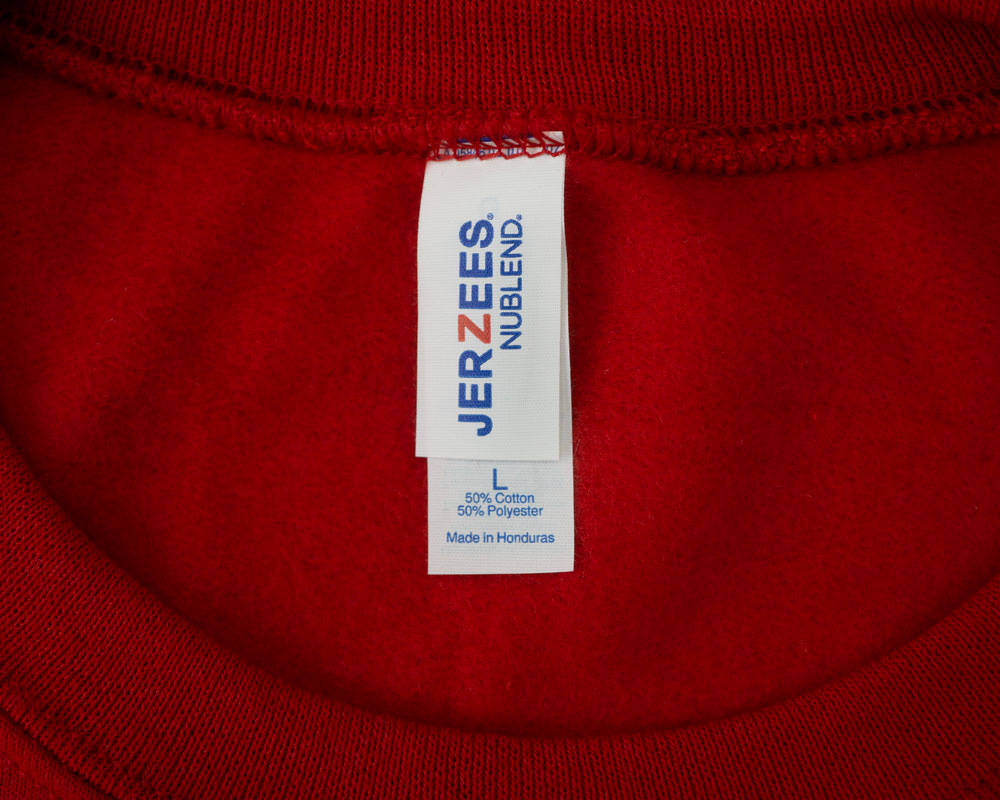 JERZEES®
NUBLEND®
L
50% Cotton
50% Polyester
Made in Honduras